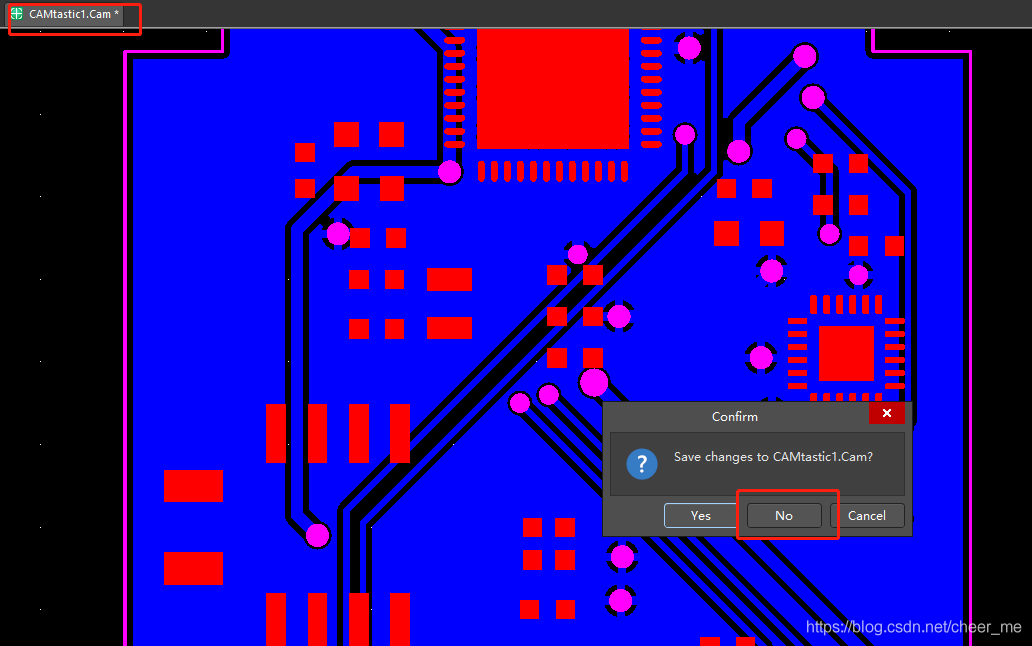 CAMtastic1.Cam *
Confirm
Save changes to CAMtastic1.Cam?
Yes
No
Cancel
https://blog.csdn.net/cheer_me